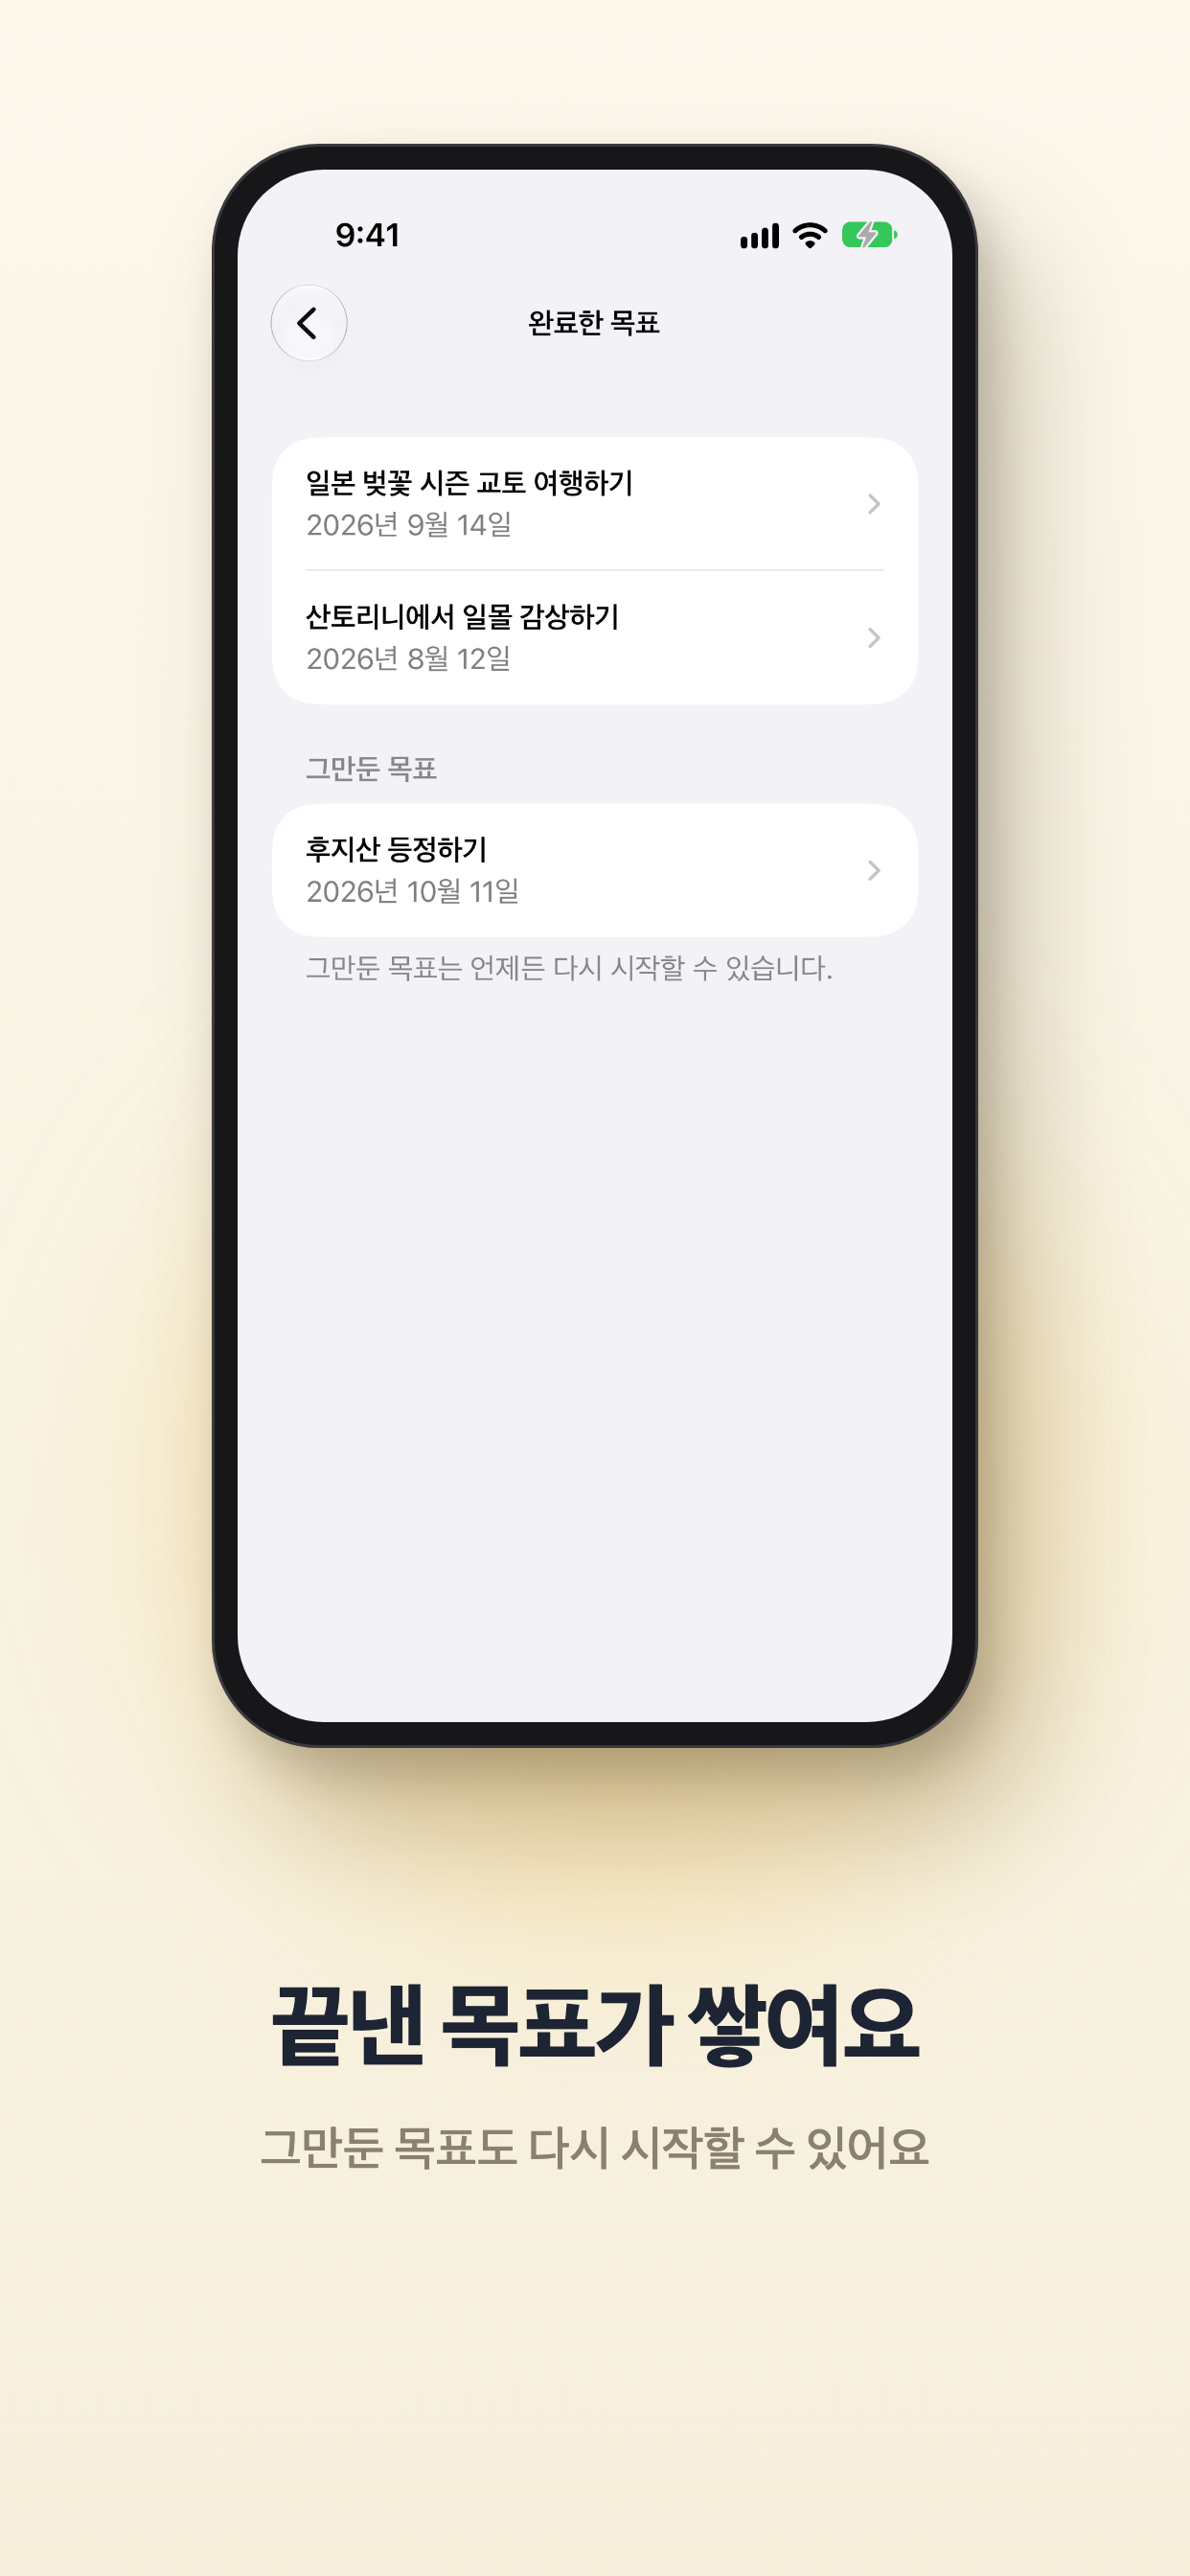 9:41
완료한 목표
일본 벚꽃 시즌 교토 여행하기
2026년 9월 14일
산토리니에서 일몰 감상하기
2026년 8월 12일
그만둔 목표
후지산 등정하기
2026년 10월 11일
그만둔 목표는 언제든 다시 시작할 수 있습니다.
끝낸 목표가 쌓여요
그만둔 목표도 다시 시작할 수 있어요